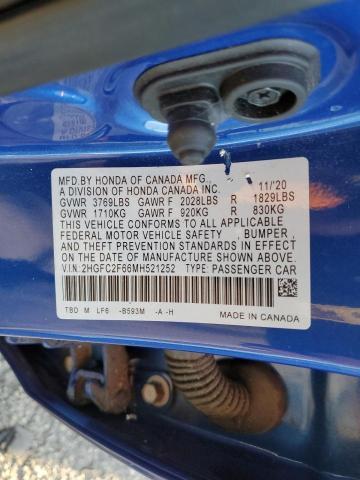 MFD.BY HONDA OF CANADA MFG.,
A DIVISION OF HONDA CANADA INC. 11/'20
GVWR 3769LBS GAWR F 2028LBS R 1829LBS
GVWR 1710KG GAWR F 920KG R 830KG
THIS VEHICLE CONFORMS TO ALL APPLICABLE
FEDERAL MOTOR VEHICLE SAFETY , BUMPER,
AND THEFT PREVENTION STANDARDS IN EFFECT
ON THE DATE OF MANUFACTURE SHOWN ABOVE.
V.I.N: 2HGFC2F66MH521252 TYPE: PASSENGER CAR
TBD M LF6 -B593M -A -H
MADE IN CANADA